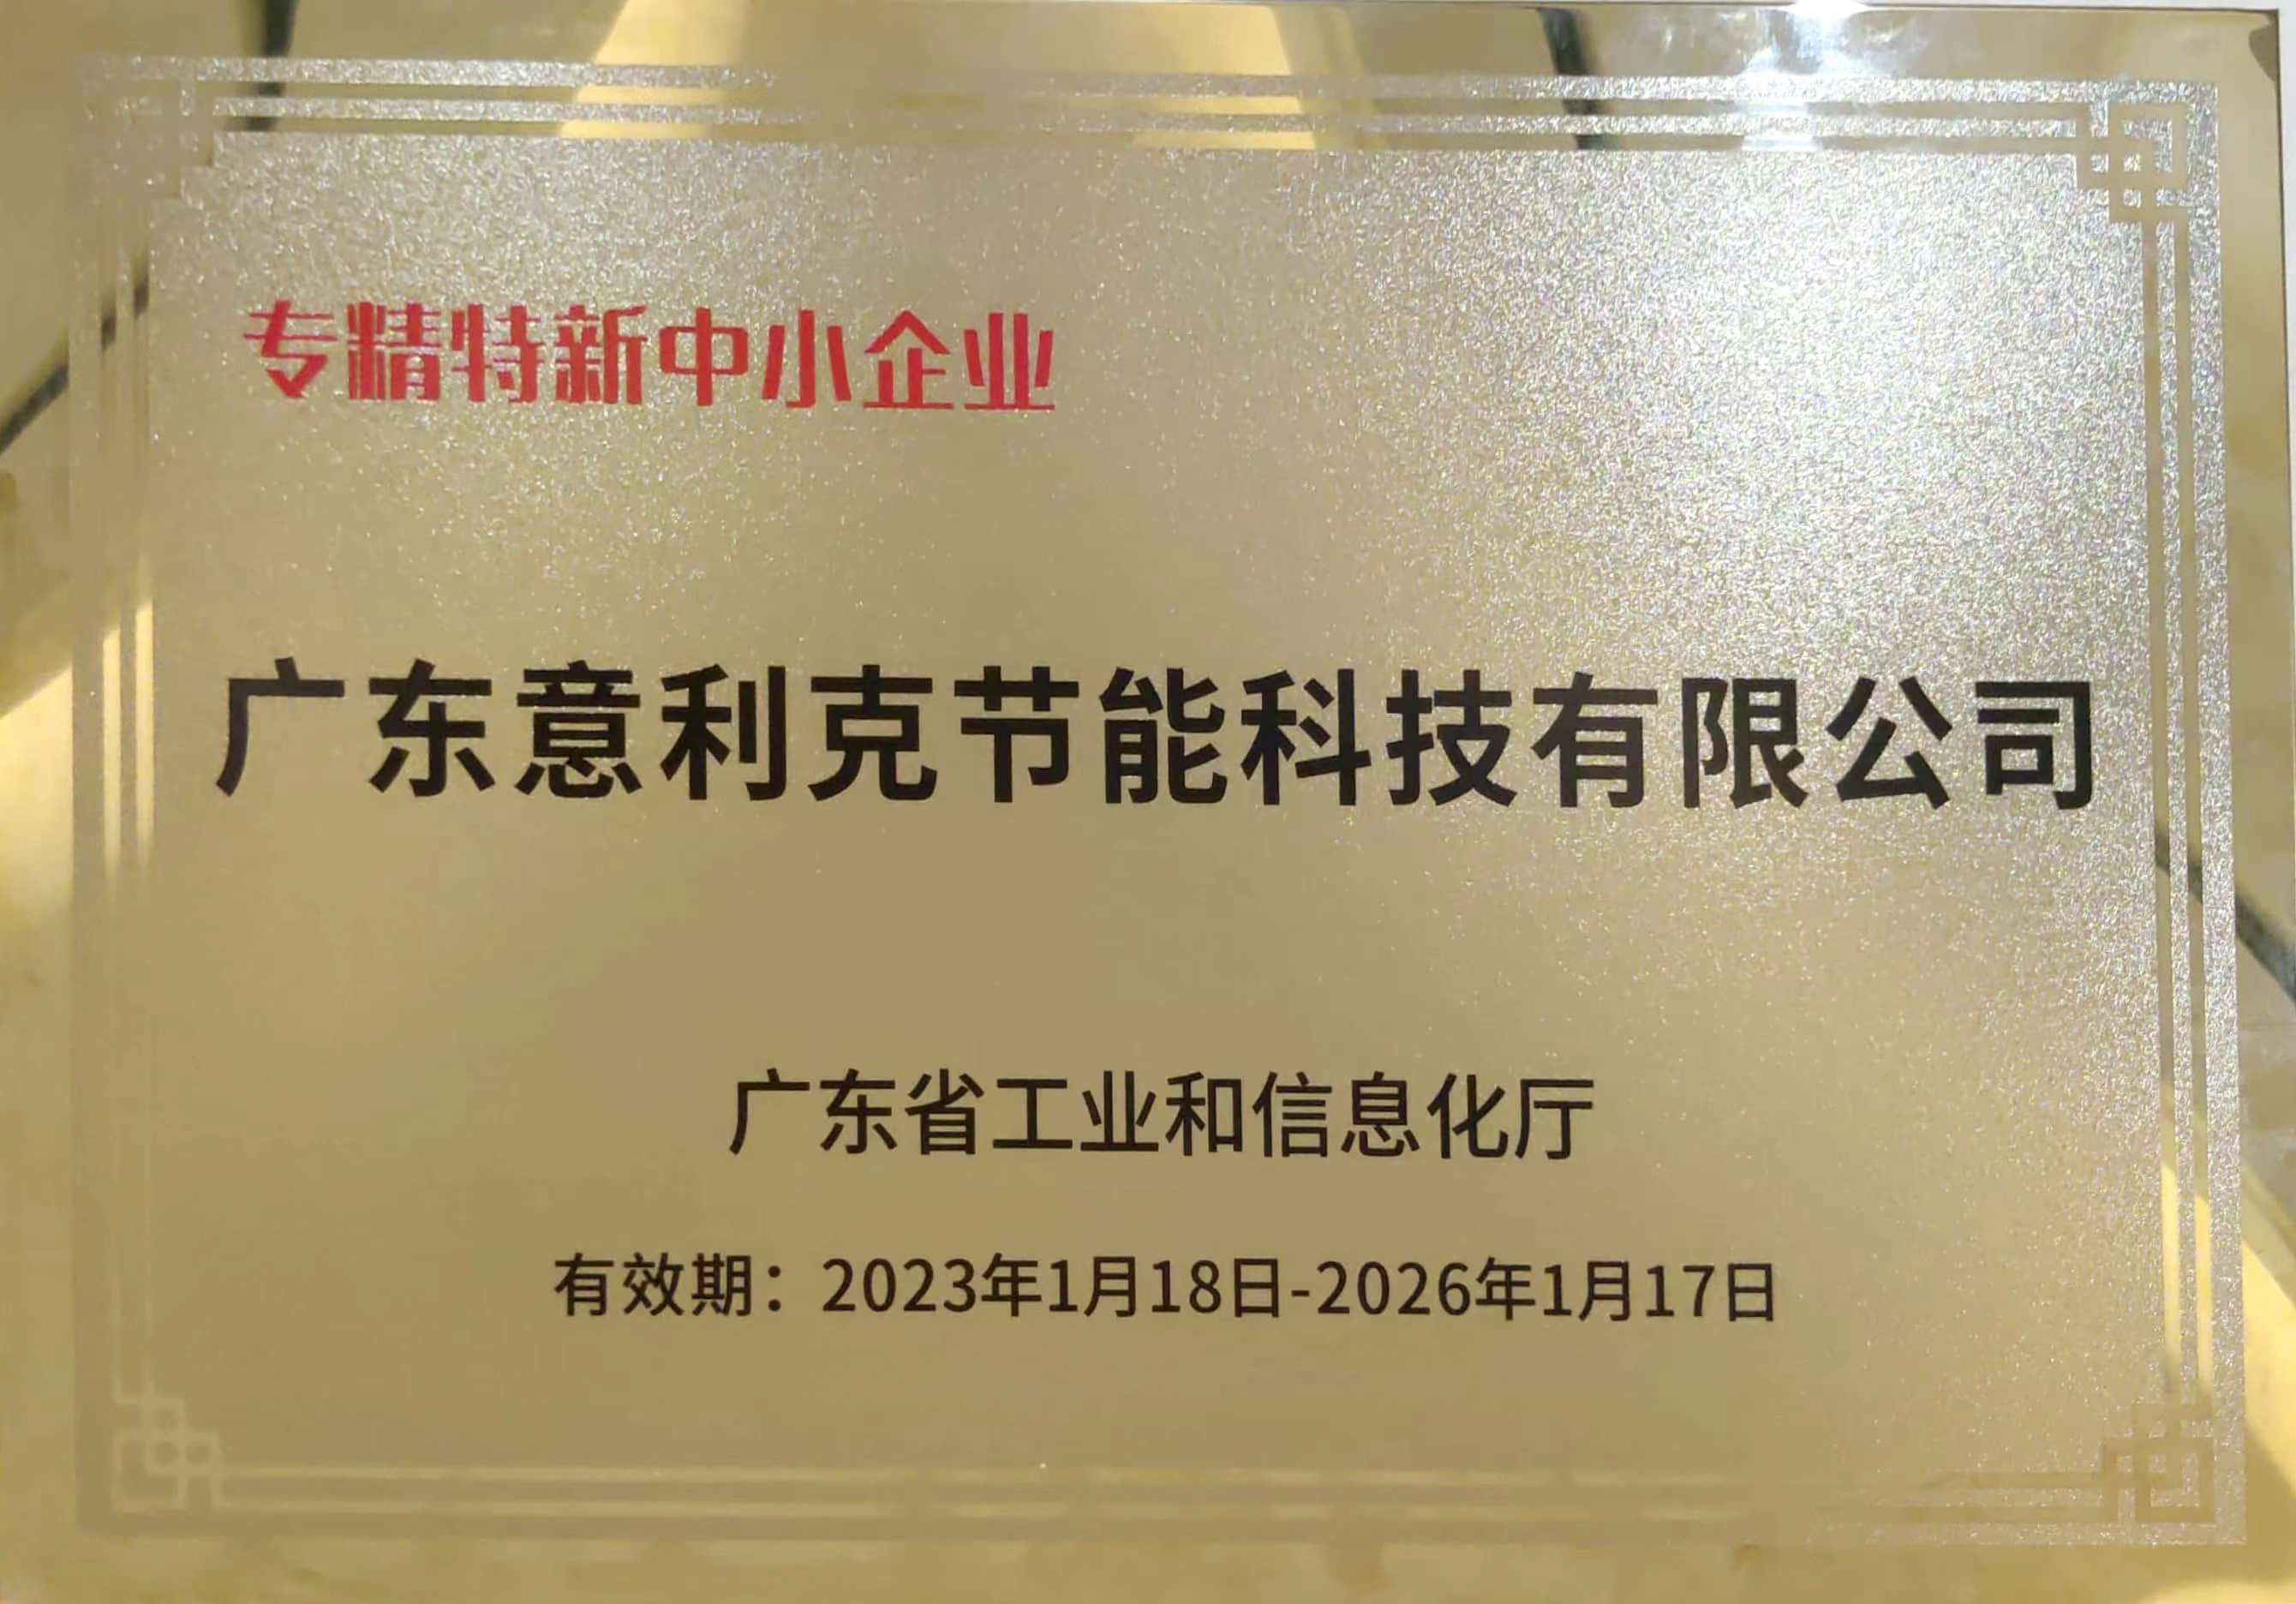 专精特新中小企业
广东意利克节能科技有限公司
广东省工业和信息化厅
有效期：2023年1月18日-2026年1月17日